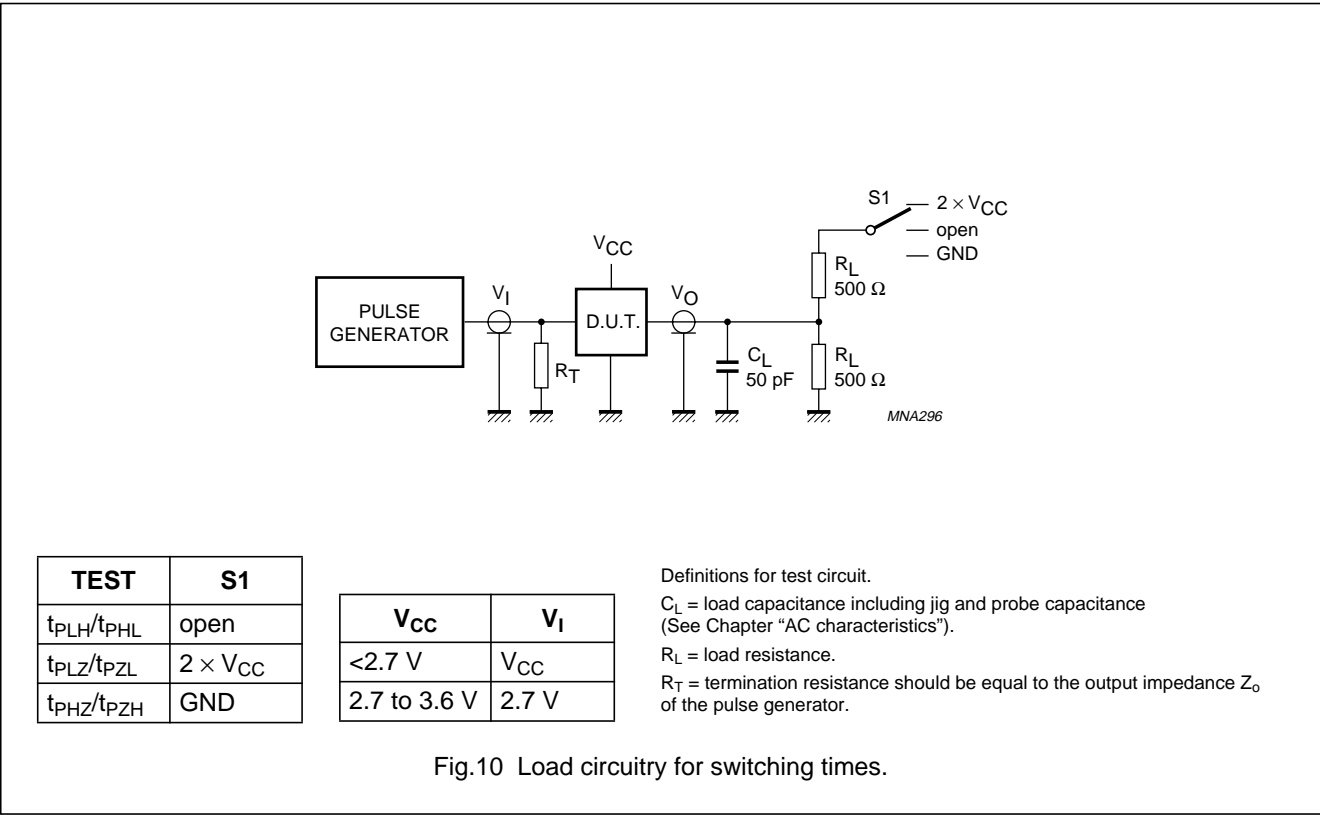 S1
2 × VCC
open
GND
VCC
RL
500 Ω
PULSE
GENERATOR
VI
D.U.T.
VO
RT
CL
50 pF
RL
500 Ω
MNA296
TEST S1
tPLH/tPHL open
tPLZ/tPZL 2 × VCC
tPHZ/tPZH GND
VCC VI
<2.7 V VCC
2.7 to 3.6 V 2.7 V
Definitions for test circuit.
CL = load capacitance including jig and probe capacitance
(See Chapter “AC characteristics”).
RL = load resistance.
RT = termination resistance should be equal to the output impedance Zo
of the pulse generator.
Fig.10 Load circuitry for switching times.